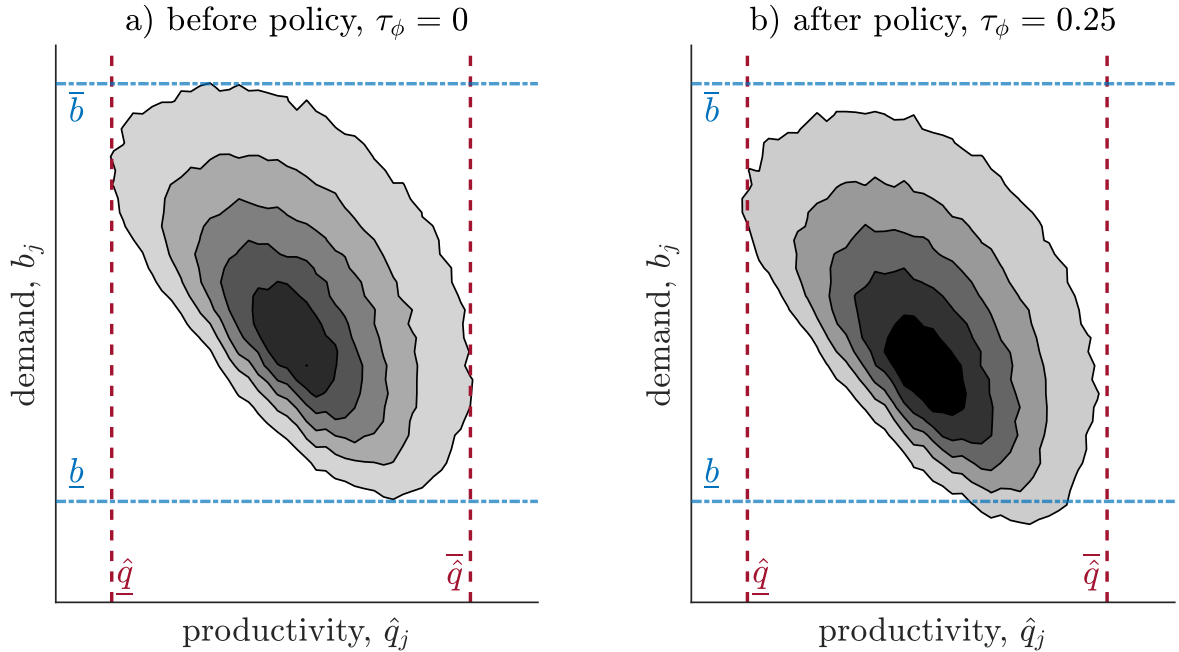 a) before policy, τ_ϕ = 0
b̅
b̲
q̲̂
q̅̂
demand, b_j
productivity, q̂_j
b) after policy, τ_ϕ = 0.25
b̅
b̲
q̲̂
q̅̂
demand, b_j
productivity, q̂_j